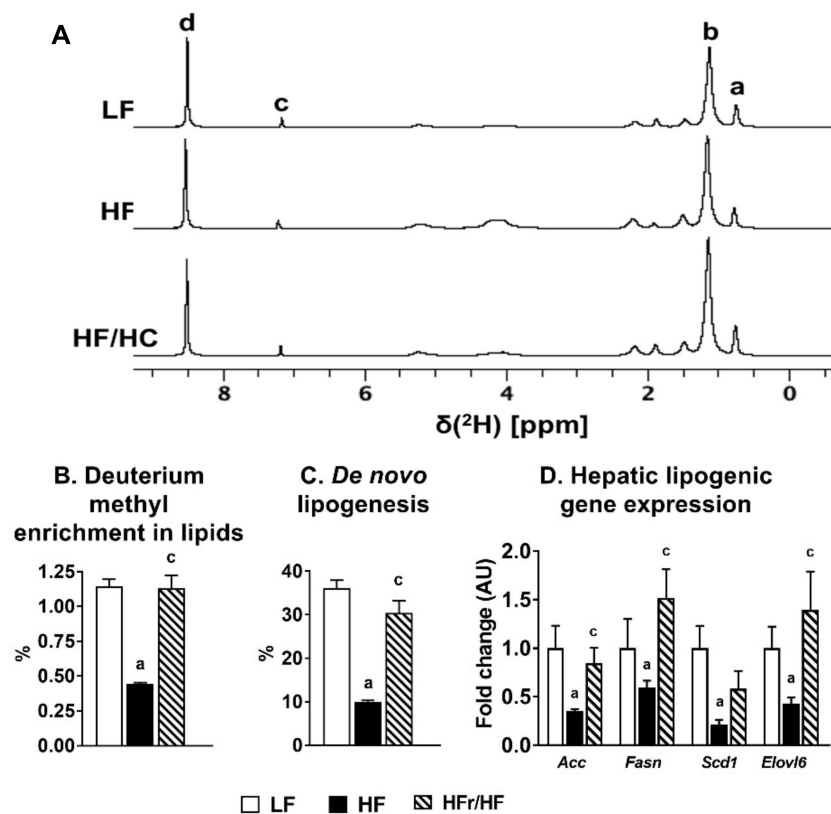 A
d
b
c
a
LF
HF
HF/HC
8
6
4
2
0
δ(²H) [ppm]
B. Deuterium
methyl
enrichment in lipids
1.25
1.00
0.75
0.50
0.25
0.00
%
a
c
C. De novo
lipogenesis
40
30
20
10
0
%
a
c
D. Hepatic lipogenic
gene expression
2.0
1.5
1.0
0.5
0.0
Fold change (AU)
a
c
a
c
a
a
c
Acc Fasn Scd1 Elovl6
LF HF HFr/HF